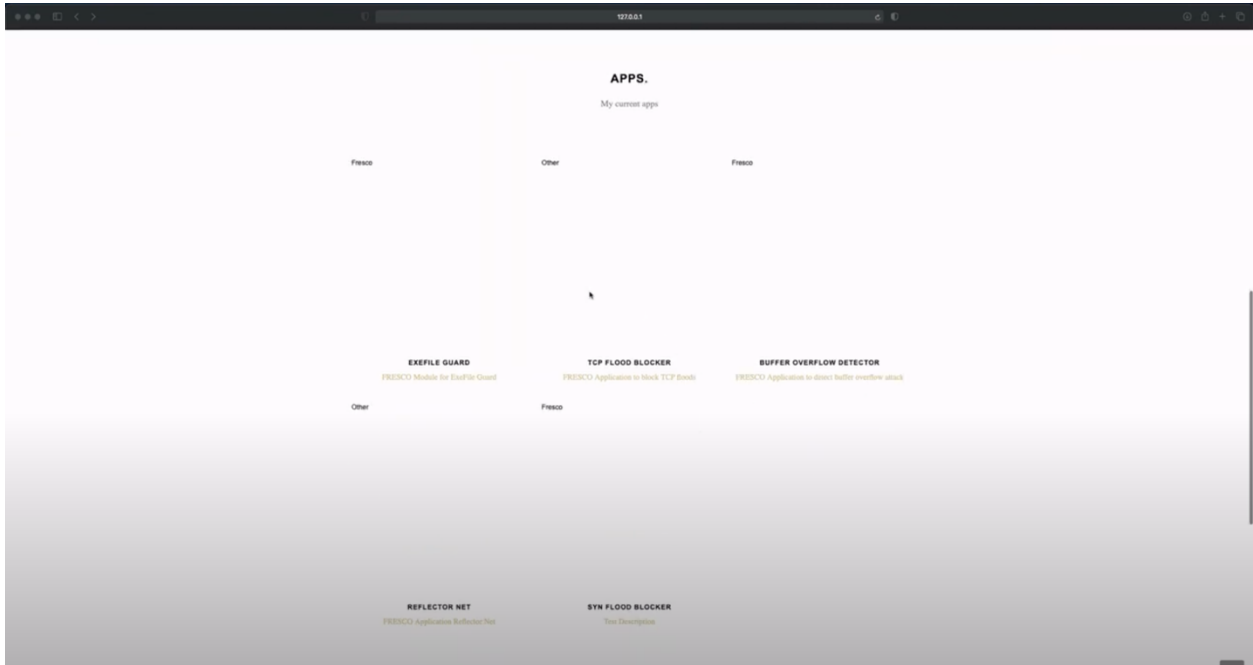 127.0.0.1
APPS.
My current apps
Fresco
Other
Fresco
EXEFILE GUARD
TCP FLOOD BLOCKER
BUFFER OVERFLOW DETECTOR
FRESCO Module for ExeFile Guard
FRESCO Application to block TCP floods
FRESCO Application to detect buffer overflow attack
Other
Fresco
REFLECTOR NET
SYN FLOOD BLOCKER
FRESCO Application Reflector Net
Description